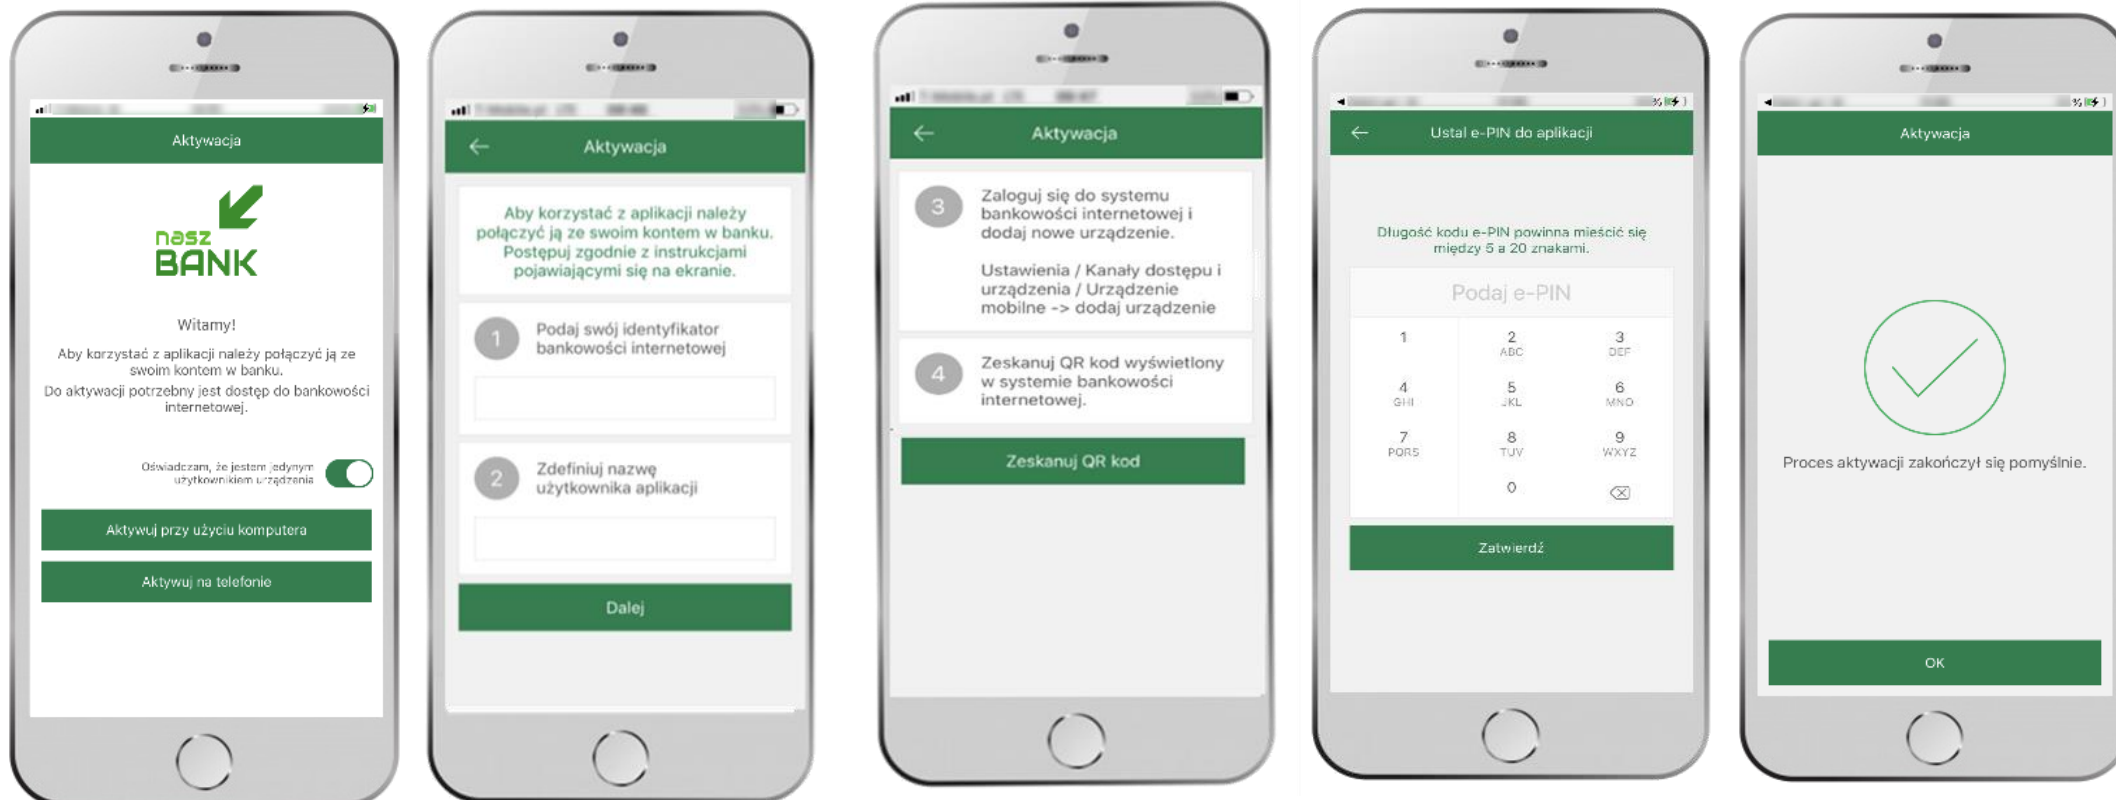 Aktywacja
nasz
BANK
Witamy!
Aby korzystać z aplikacji należy połączyć ją ze
swoim kontem w banku.
Do aktywacji potrzebny jest dostęp do bankowości
internetowej.
Oświadczam, że jestem jedynym
użytkownikiem urządzenia
Aktywuj przy użyciu komputera
Aktywuj na telefonie
Aktywacja
Aby korzystać z aplikacji należy
połączyć ją ze swoim kontem w banku.
Postępuj zgodnie z instrukcjami
pojawiającymi się na ekranie.
1
Podaj swój identyfikator
bankowości internetowej
2
Zdefiniuj nazwę
użytkownika aplikacji
Dalej
Aktywacja
3
Zaloguj się do systemu
bankowości internetowej i
dodaj nowe urządzenie.
Ustawienia / Kanały dostępu i
urządzenia / Urządzenie
mobilne -> dodaj urządzenie
4
Zeskanuj QR kod wyświetlony
w systemie bankowości
internetowej.
Zeskanuj QR kod
%
Ustal e-PIN do aplikacji
Długość kodu e-PIN powinna mieścić się
między 5 a 20 znakami.
Podaj e-PIN
1 2 3
ABC DEF
4 5 6
GHI JKL MNO
7 8 9
PQRS TUV WXYZ
0
Zatwierdź
%
Aktywacja
Proces aktywacji zakończył się pomyślnie.
OK